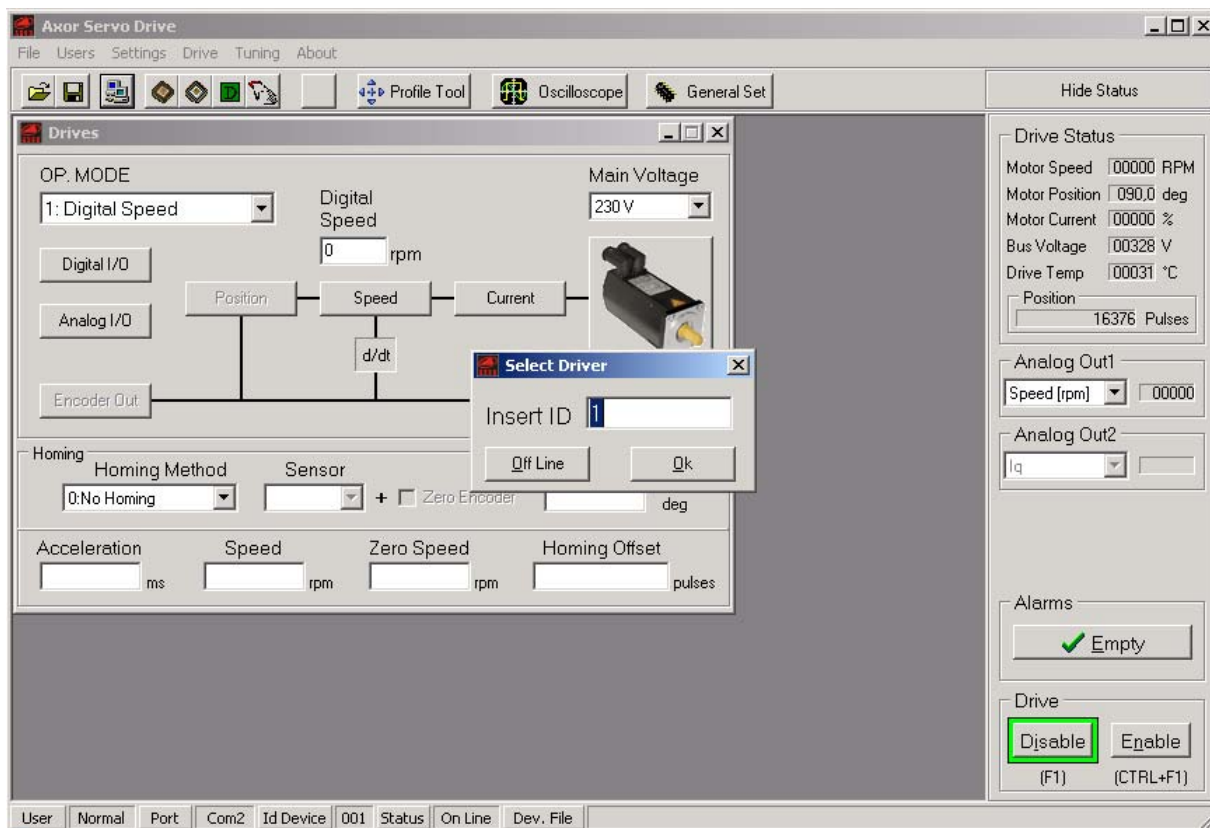 Axor Servo Drive
File Users Settings Drive Tuning About
Profile Tool Oscilloscope General Set Hide Status
Drives
OP. MODE
1: Digital Speed
Digital Speed
0 rpm
Main Voltage
230 V
Digital I/O
Analog I/O
Position Speed Current
d/dt
Encoder Out
Select Driver
Insert ID 1
Off Line Ok
Homing
Homing Method Sensor
0:No Homing + Zero Encoder deg
Acceleration Speed Zero Speed Homing Offset
ms rpm rpm pulses
Drive Status
Motor Speed 00000 RPM
Motor Position 090,0 deg
Motor Current 00000 %
Bus Voltage 00328 V
Drive Temp 00031 °C
Position
16376 Pulses
Analog Out1
Speed [rpm] 00000
Analog Out2
Iq
Alarms
Empty
Drive
Disable Enable
(F1) (CTRL+F1)
User Normal Port Com2 Id Device 001 Status On Line Dev. File